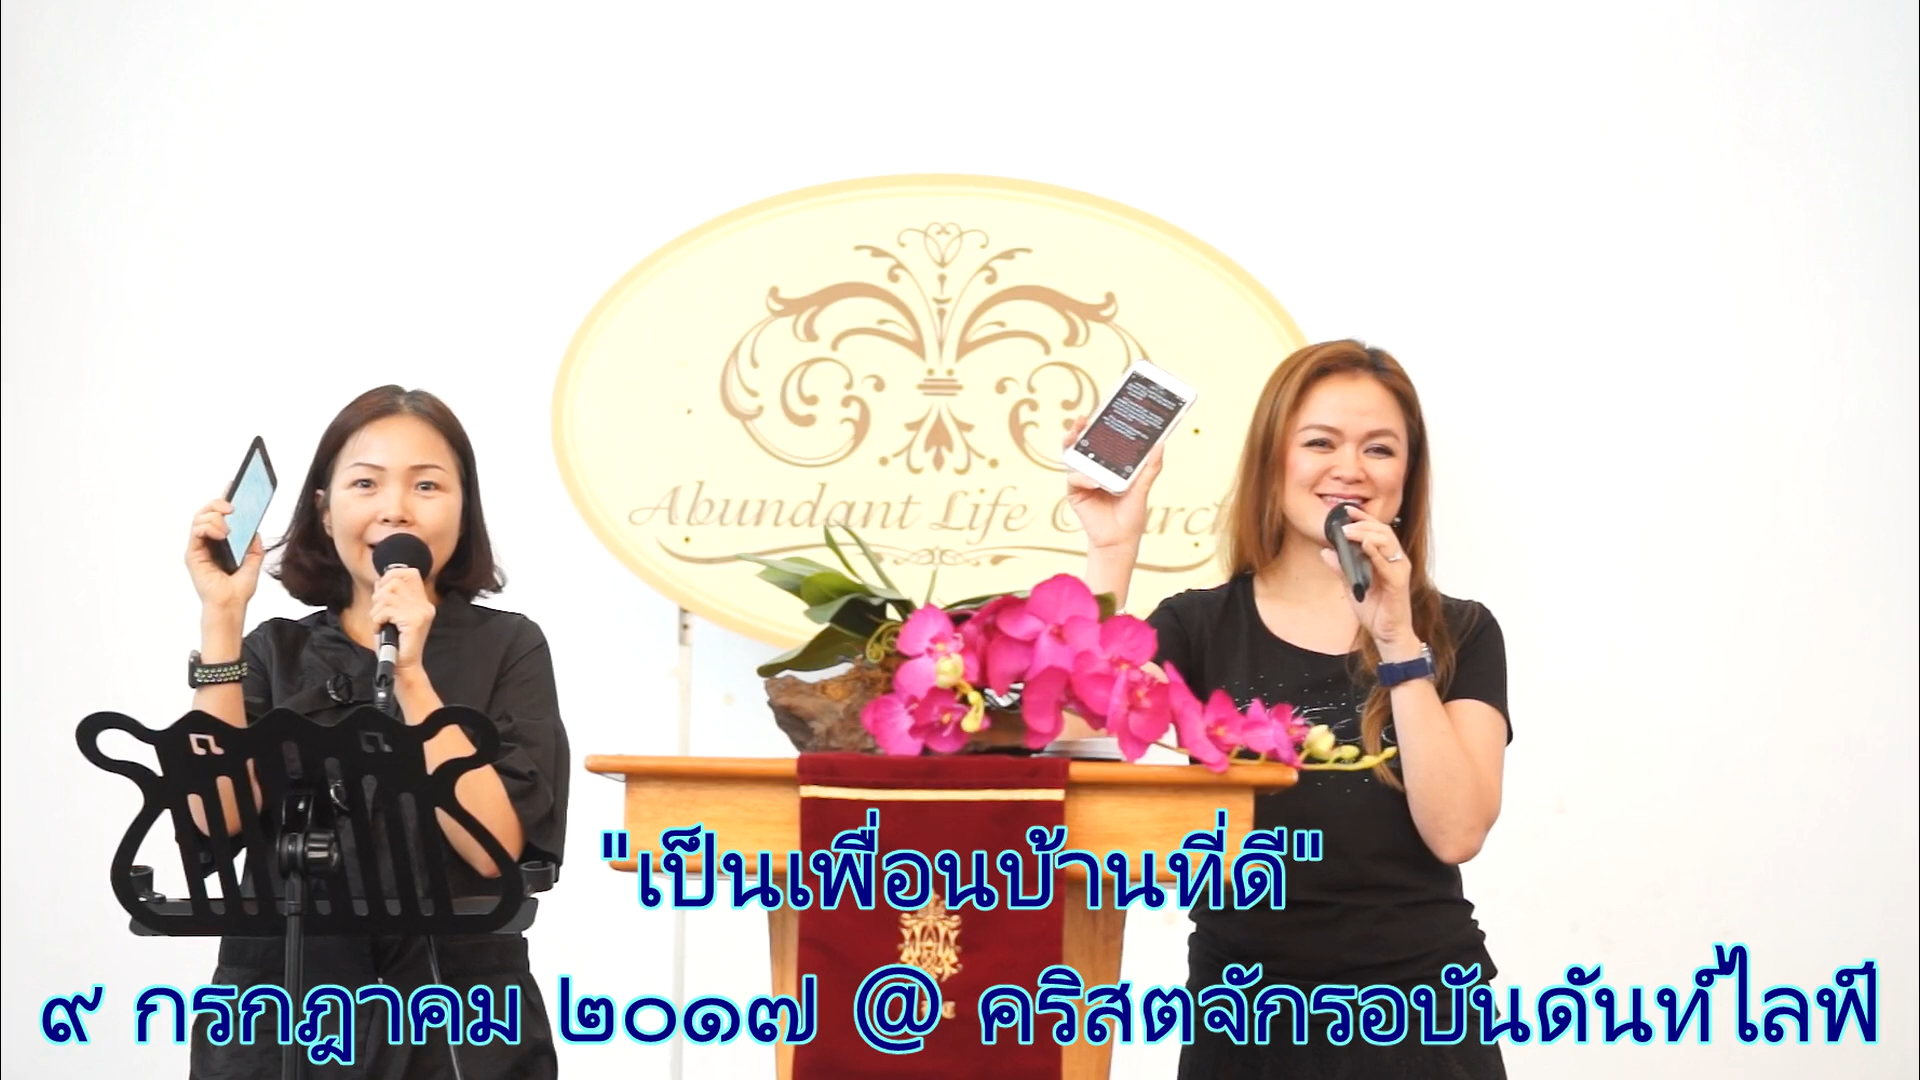 Abundant Life Church
"เป็นเพื่อนบ้านที่ดี"
๙ กรกฎาคม ๒๐๑๗ @ คริสตจักรอบันดันท์ไลฟ์